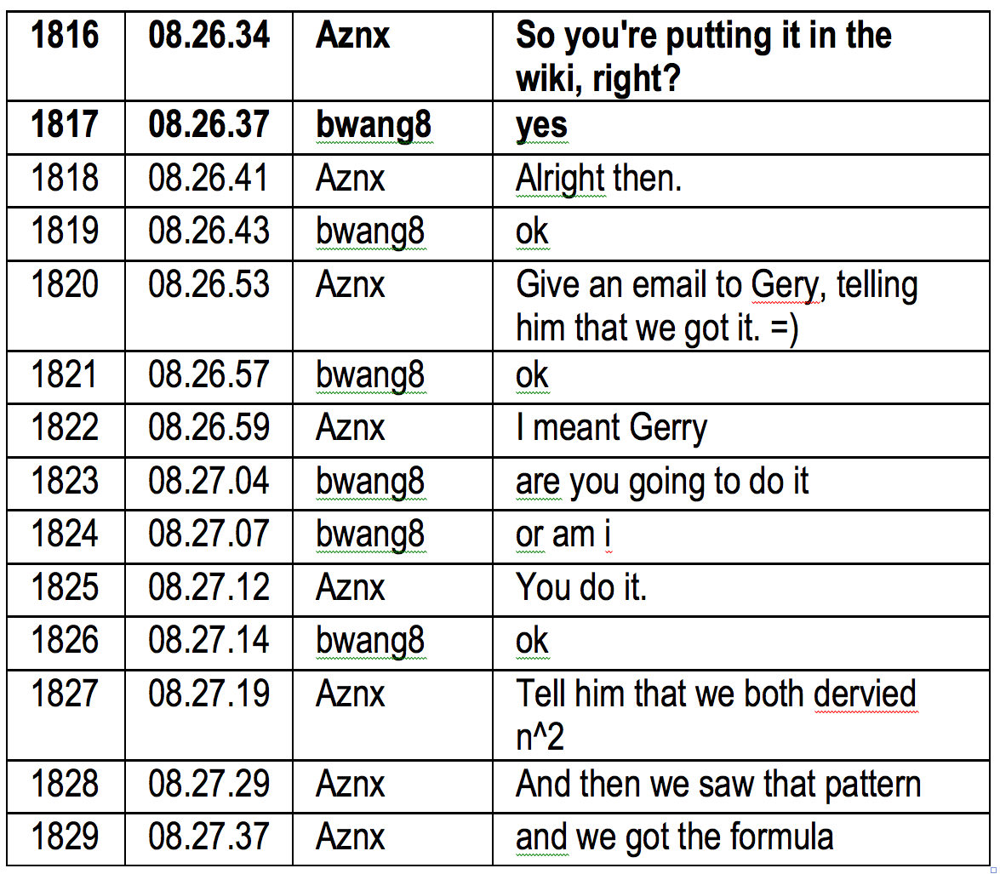 1816 08.26.34 Aznx So you're putting it in the
wiki, right?
1817 08.26.37 bwang8 yes
1818 08.26.41 Aznx Alright then.
1819 08.26.43 bwang8 ok
1820 08.26.53 Aznx Give an email to Gery, telling
him that we got it. =)
1821 08.26.57 bwang8 ok
1822 08.26.59 Aznx I meant Gerry
1823 08.27.04 bwang8 are you going to do it
1824 08.27.07 bwang8 or am i
1825 08.27.12 Aznx You do it.
1826 08.27.14 bwang8 ok
1827 08.27.19 Aznx Tell him that we both dervied
n^2
1828 08.27.29 Aznx And then we saw that pattern
1829 08.27.37 Aznx and we got the formula